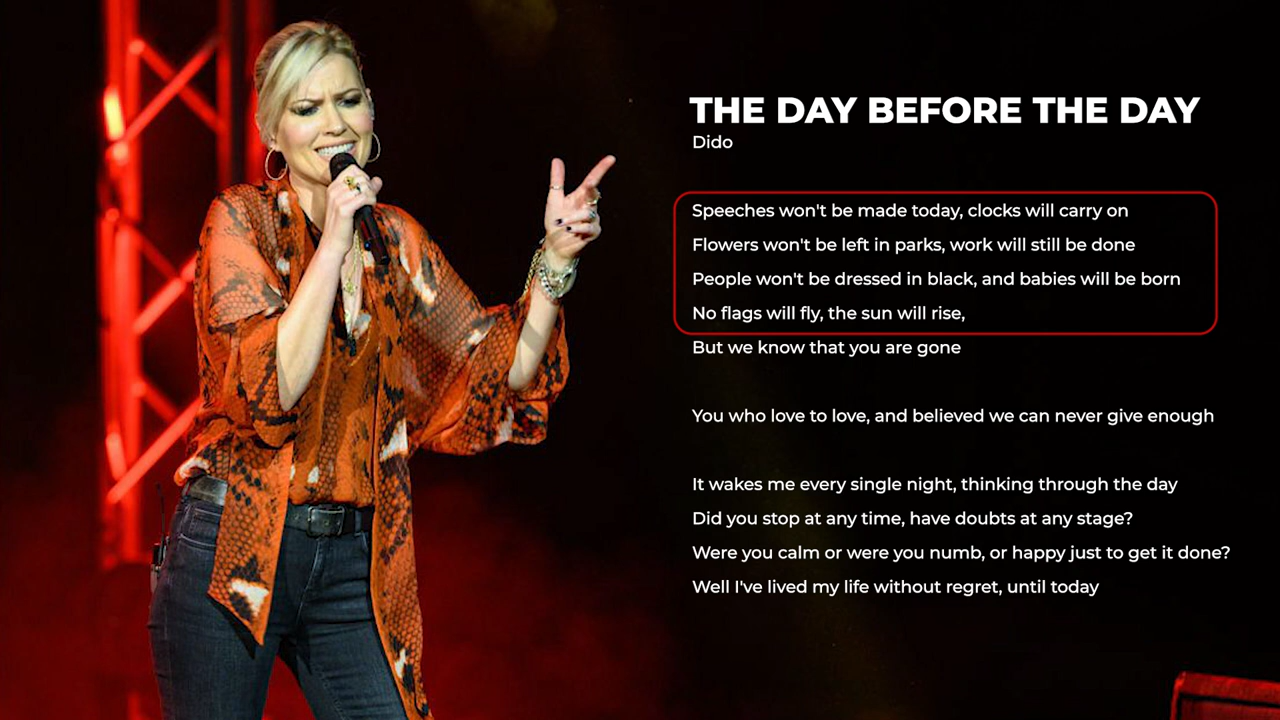 THE DAY BEFORE THE DAY
Dido
Speeches won't be made today, clocks will carry on
Flowers won't be left in parks, work will still be done
People won't be dressed in black, and babies will be born
No flags will fly, the sun will rise,
But we know that you are gone
You who love to love, and believed we can never give enough
It wakes me every single night, thinking through the day
Did you stop at any time, have doubts at any stage?
Were you calm or were you numb, or happy just to get it done?
Well I've lived my life without regret, until today